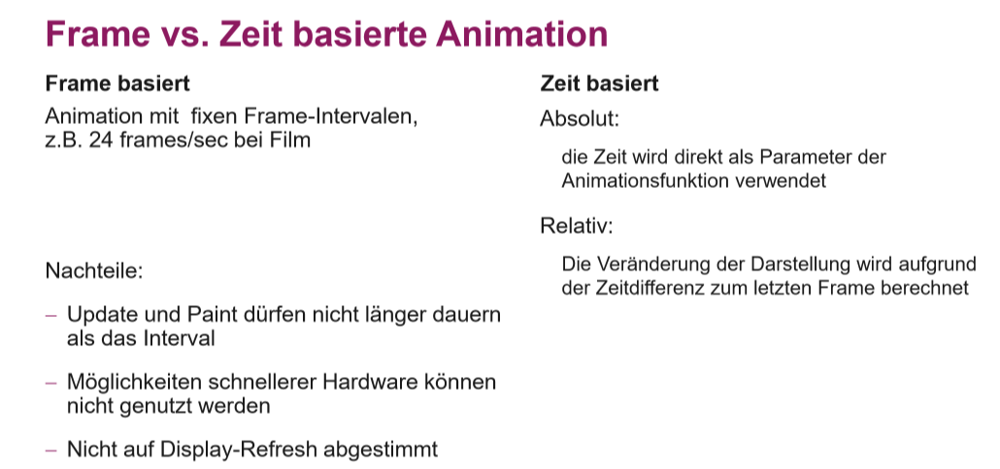 Frame vs. Zeit basierte Animation
Frame basiert
Animation mit fixen Frame-Intervalen,
z.B. 24 frames/sec bei Film
Nachteile:
– Update und Paint dürfen nicht länger dauern
als das Interval
– Möglichkeiten schnellerer Hardware können
nicht genutzt werden
– Nicht auf Display-Refresh abgestimmt
Zeit basiert
Absolut:
die Zeit wird direkt als Parameter der
Animationsfunktion verwendet
Relativ:
Die Veränderung der Darstellung wird aufgrund
der Zeitdifferenz zum letzten Frame berechnet